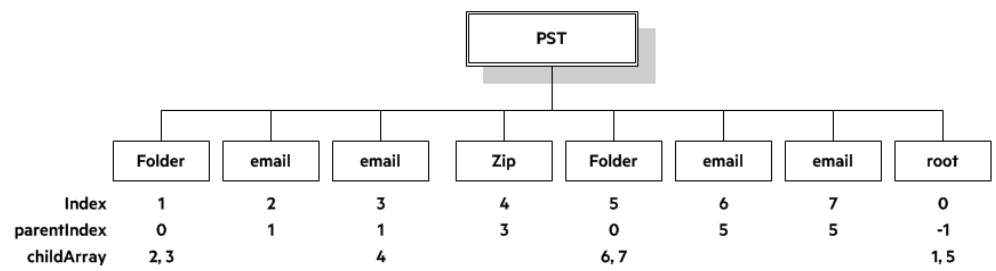 PST
Folder email email Zip Folder email email root
Index 1 2 3 4 5 6 7 0
parentIndex 0 1 1 3 0 5 5 -1
childArray 2, 3 4 6, 7 1, 5